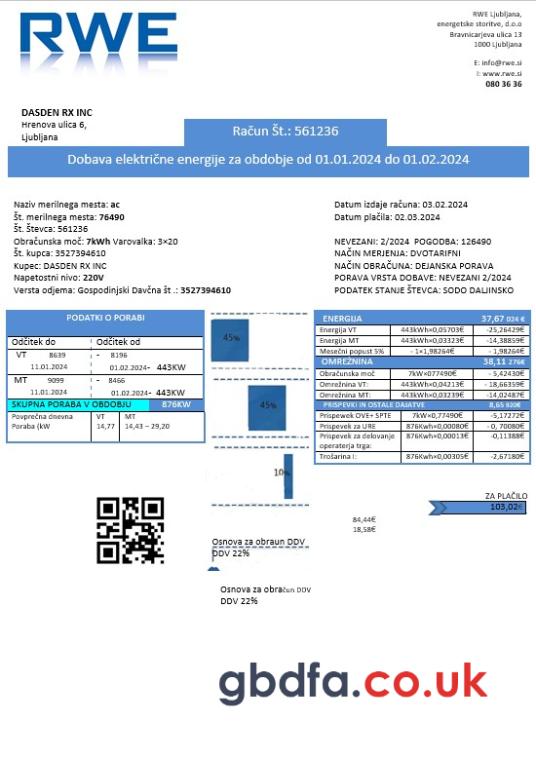 RWE
RWE Ljubljana,
energetske storitve, d.o.o
Bravnicarjeva ulica 13
1000 Ljubljana
E: info@rwe.si
I: www.rwe.si
080 36 36
DASDEN RX INC
Hrenova ulica 6,
Ljubljana
Račun Št.: 561236
Dobava električne energije za obdobje od 01.01.2024 do 01.02.2024
Naziv merilnega mesta: ac
Št. merilnega mesta: 76490
Št. Števca: 561236
Obračunska moč: 7kWh Varovalka: 3×20
Št. kupca: 3527394610
Kupec: DASDEN RX INC
Napetostni nivo: 220V
Versta odjema: Gospodinjski Davčna št .: 3527394610
Datum izdaje računa: 03.02.2024
Datum plačila: 02.03.2024
NEVEZANI: 2/2024 POGODBA: 126490
NAČIN MERJENJA: DVOTARIFNI
NAČIN OBRAČUNA: DEJANSKA PORAVA
PORAVA VRSTA DOBAVE: NEVEZANI 2/2024
PODATEK STANJE ŠTEVCA: SODO DALJINSKO
PODATKI O PORABI
Odčitek do Odčitek od
VT 8639 - 8196
11.01.2024 01.02.2024- 443KW
MT 9099 - 8466
11.01.2024 01.02.2024- 443KW
SKUPNA PORABA V OBDOBJU 876KW
Povprečna dnevna VT MT
Poraba (kW 14,77 14,43 – 29,20
45%
45%
10%
Osnova za obraun DDV
DDV 22%
Osnova za obračun DDV
DDV 22%
ENERGIJA 37,67 024 €
Energija VT 443kWh×0,05703€ -25,26429€
Energija MT 443kWh×0,03323€ -14,38859€
Mesečni popust 5% - 1×1,98264€ - 1,98264€
OMREŽNINA 38,11 276€
Obračunska moč 7kW×077490€ - 5,42430€
Omrežnina VT: 443kWh×0,04213€ - 18,66359€
Omrežnina MT: 443kWh×0,03239€ -14,02487€
PRISPEVKI IN OSTALE DAJATVE 8,65 920€
Prispewek OVE+ SPTE 7kW×0,77490€ -5,17272€
Prispevek za URE 876Kwh×0,00080€ - 0, 70080€
Prispevek za delovanje 876Kwh×0,00013€ -0,11388€
operaterja trga:
Trošarina I: 876Kwh×0,00305€ -2,67180€
ZA PLAČILO
103,02€
84,44€
18,58€
gbdfa.co.uk